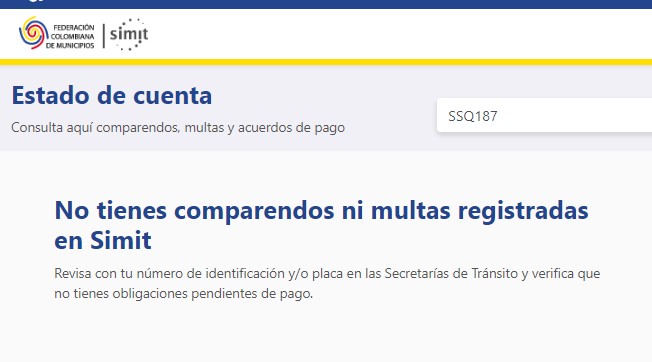 FEDERACIÓN
COLOMBIANA
DE MUNICIPIOS
simit
Estado de cuenta
Consulta aquí comparendos, multas y acuerdos de pago
SSQ187
No tienes comparendos ni multas registradas
en Simit
Revisa con tu número de identificación y/o placa en las Secretarías de Tránsito y verifica que
no tienes obligaciones pendientes de pago.